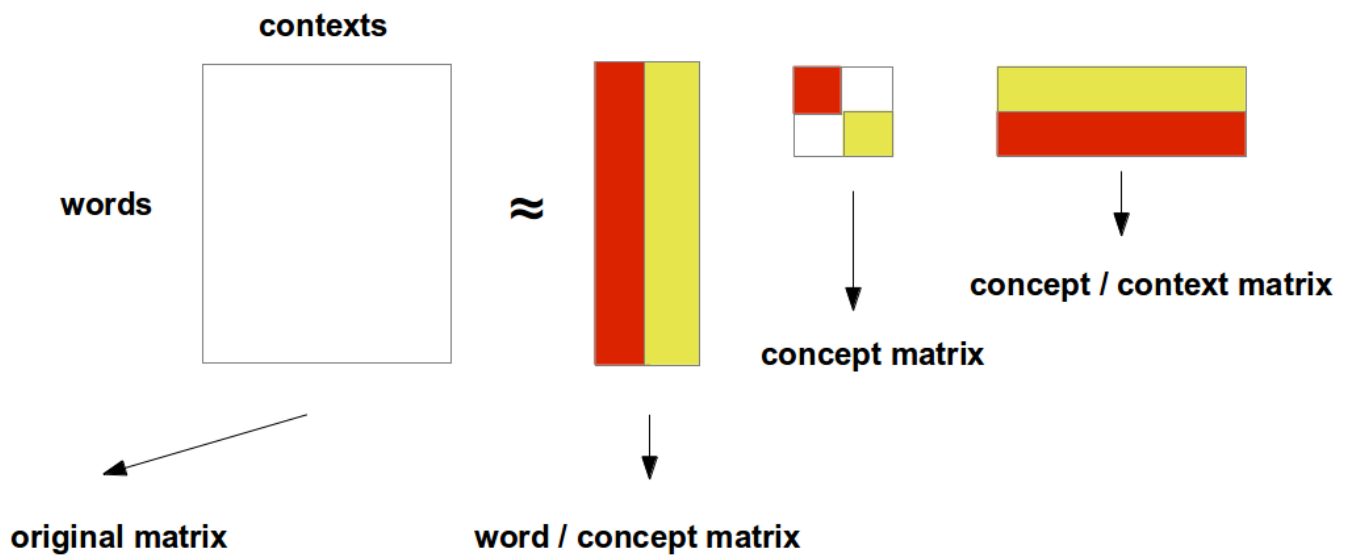 contexts
words
≈
concept / context matrix
concept matrix
original matrix
word / concept matrix